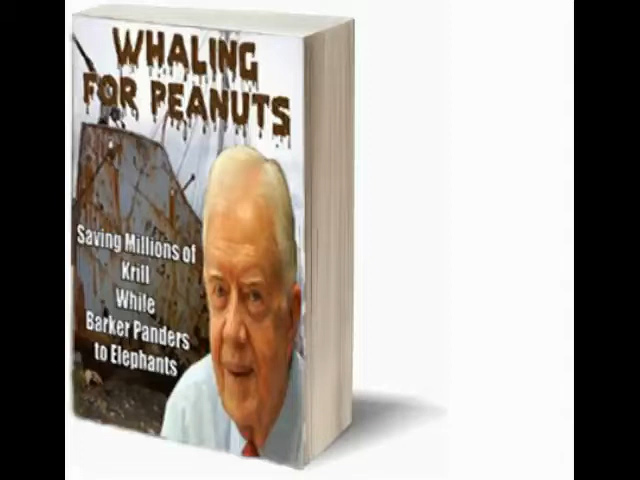 WHALING
FOR PEANUTS
Saving Millions of
Krill
While
Barker Panders
to Elephants